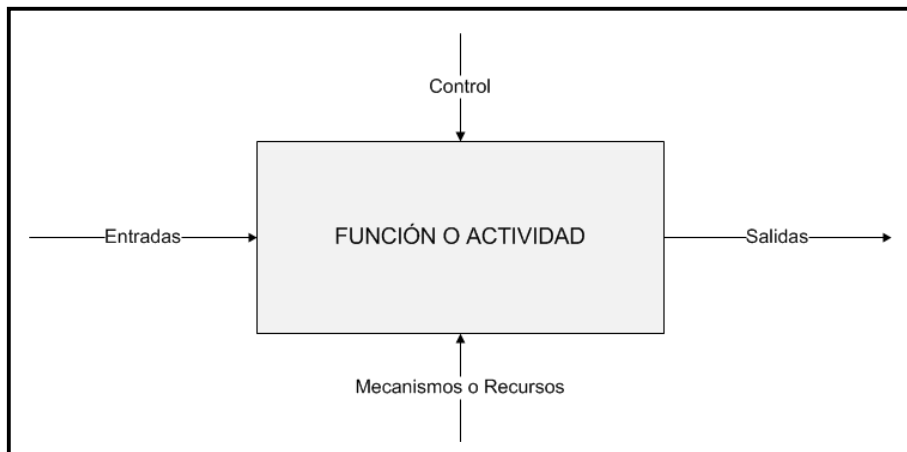 Control
Entradas
FUNCIÓN O ACTIVIDAD
Salidas
Mecanismos o Recursos